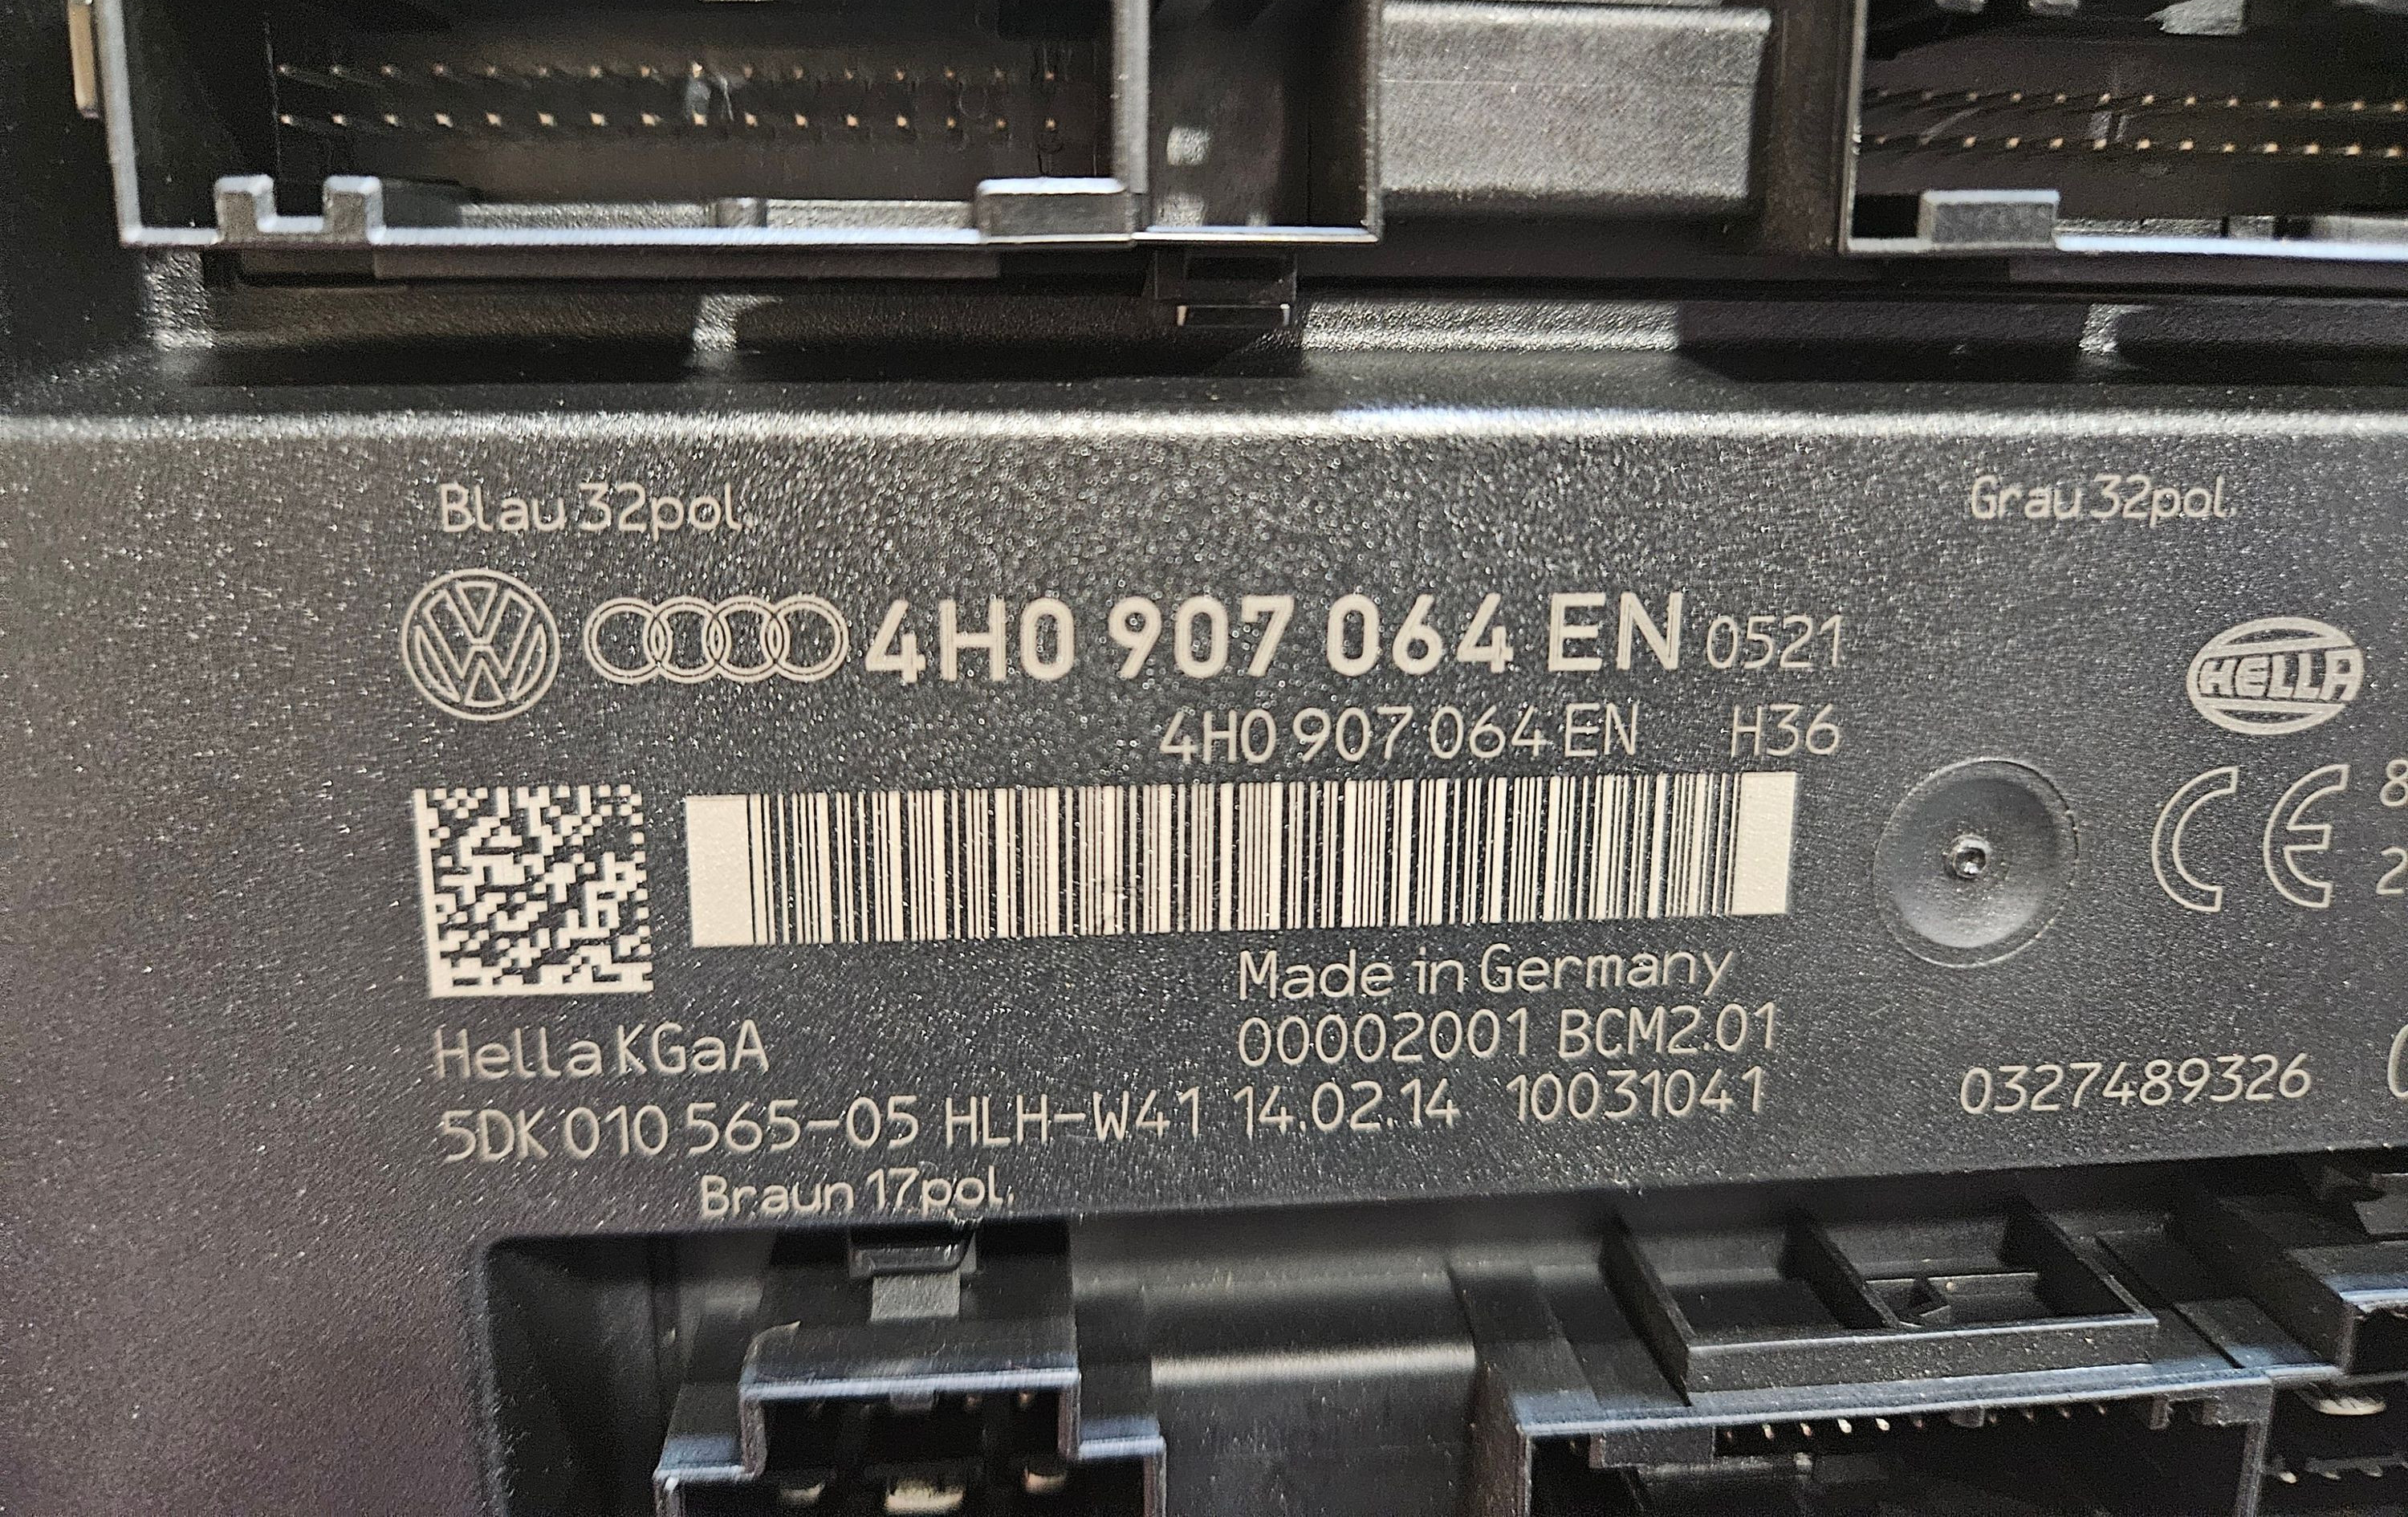 Blau 32pol.
Grau 32pol.
4H0 907 064 EN 0521
HELLA
4H0 907 064 EN H36
CE
Made in Germany
Hella KGaA
00002001 BCM2.01
5DK 010 565-05 HLH-W41 14.02.14 10031041
0327489326
Braun 17pol.